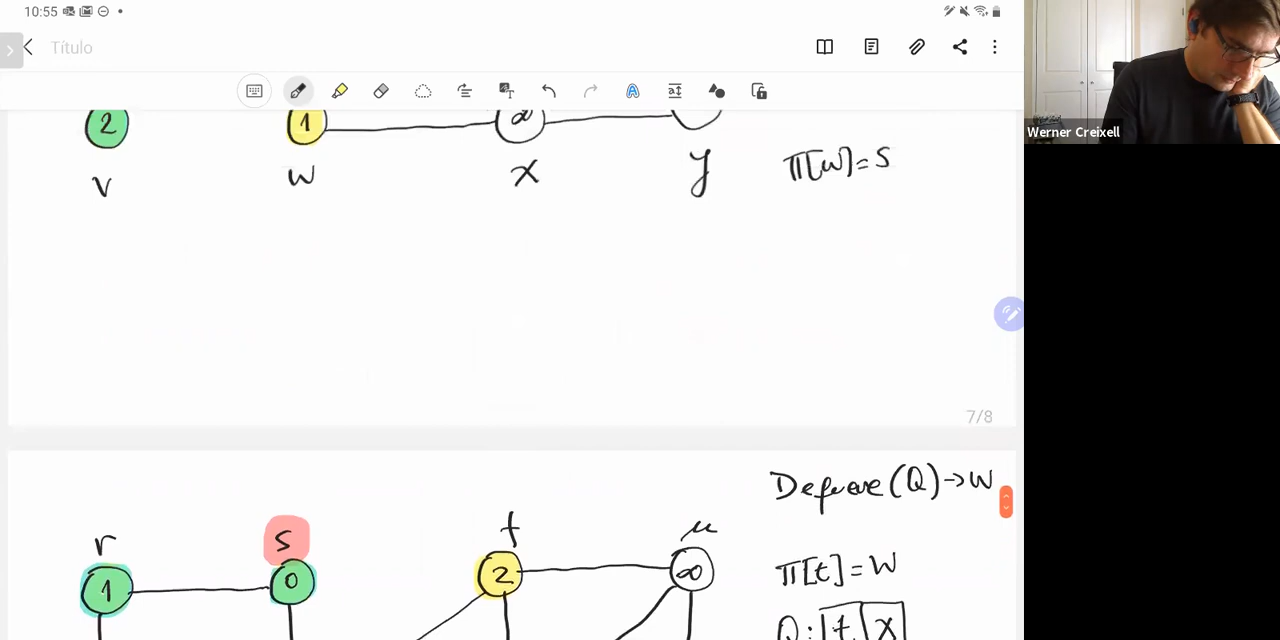 10:55
Título
2
1
∞
v
w
x
y
π[w]=s
7/8
Dequeue(Q)→w
r
s
t
u
1
0
2
∞
π[t]=w
Q: t x
Werner Creixell